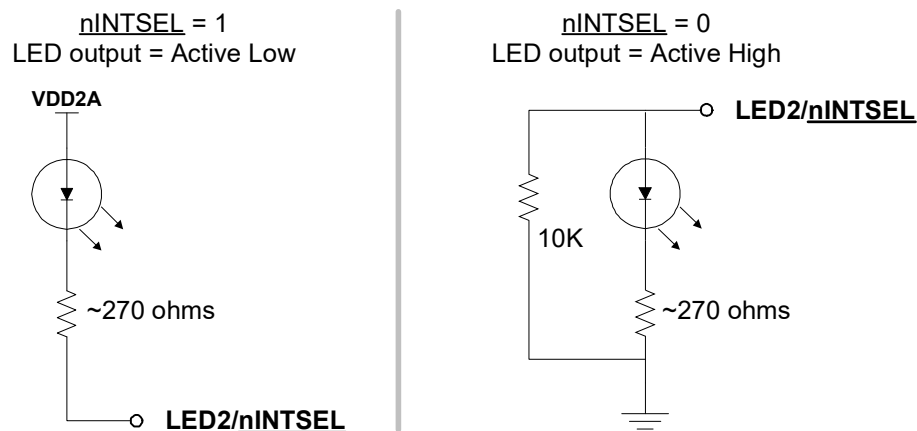 nINTSEL = 1
LED output = Active Low
VDD2A
~270 ohms
LED2/nINTSEL
nINTSEL = 0
LED output = Active High
LED2/nINTSEL
10K
~270 ohms